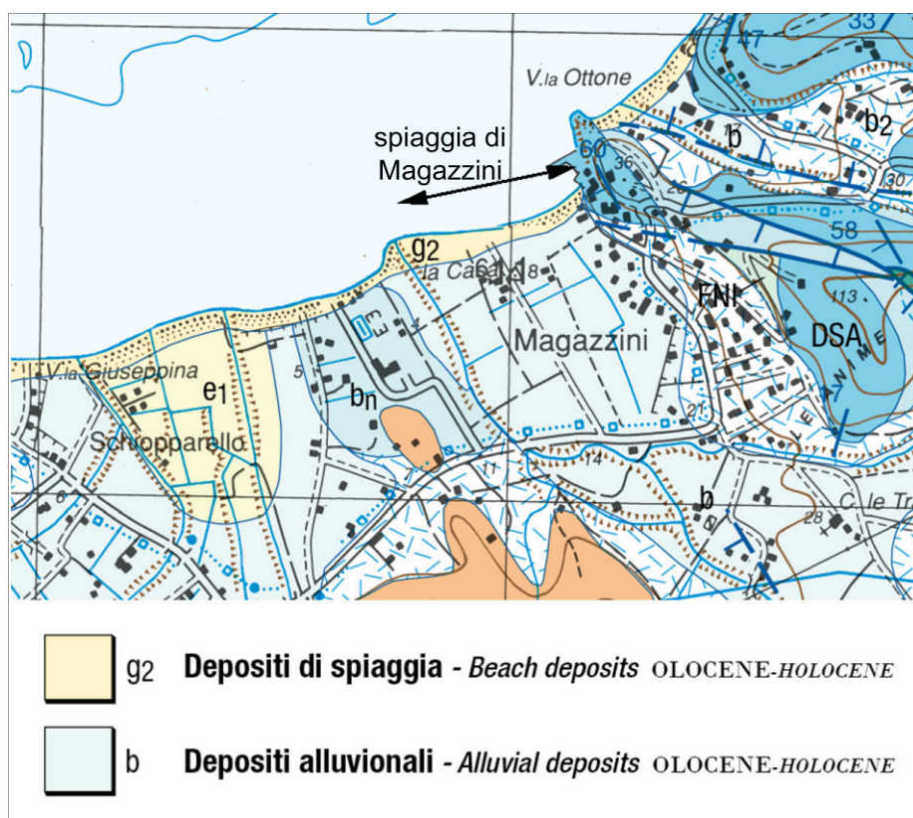 33
47
V.la Ottone
b
b2
spiaggia di
Magazzini
60
36
30
58
g2
la Casa
8
FNI
113
DSA
Magazzini
E A N I M E
V.la Giuseppina
e1
5
bn
Schiopparello
21
11
14
b
C. le Tr
28
6
g2 Depositi di spiaggia - Beach deposits OLOCENE-HOLOCENE
b Depositi alluvionali - Alluvial deposits OLOCENE-HOLOCENE